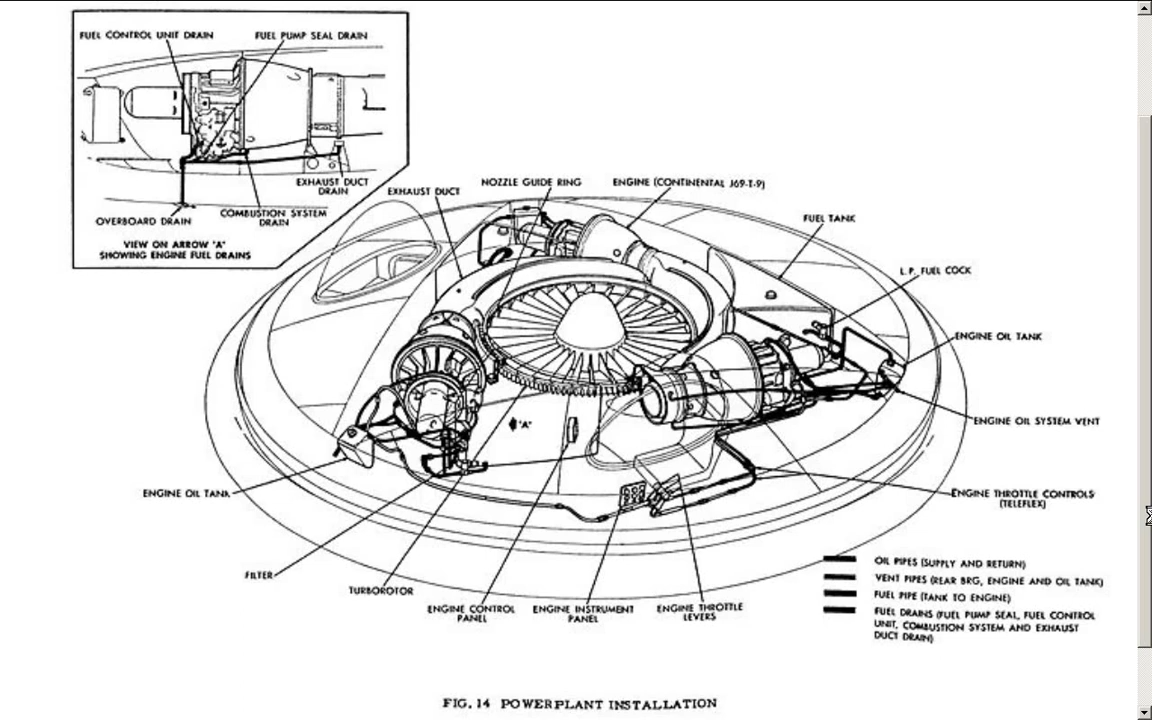 FUEL CONTROL UNIT DRAIN
FUEL PUMP SEAL DRAIN
EXHAUST DUCT
DRAIN
OVERBOARD DRAIN
COMBUSTION SYSTEM
DRAIN
VIEW ON ARROW 'A'
SHOWING ENGINE FUEL DRAINS
EXHAUST DUCT
NOZZLE GUIDE RING
ENGINE (CONTINENTAL J69-T-9)
FUEL TANK
L.P. FUEL COCK
ENGINE OIL TANK
ENGINE OIL SYSTEM VENT
'A'
ENGINE OIL TANK
ENGINE THROTTLE CONTROLS
(TELEFLEX)
FILTER
TURBOROTOR
ENGINE CONTROL
PANEL
ENGINE INSTRUMENT
PANEL
ENGINE THROTTLE
LEVERS
OIL PIPES (SUPPLY AND RETURN)
VENT PIPES (REAR BRG, ENGINE AND OIL TANK)
FUEL PIPE (TANK TO ENGINE)
FUEL DRAINS (FUEL PUMP SEAL, FUEL CONTROL
UNIT, COMBUSTION SYSTEM AND EXHAUST
DUCT DRAIN)
FIG. 14 POWERPLANT INSTALLATION